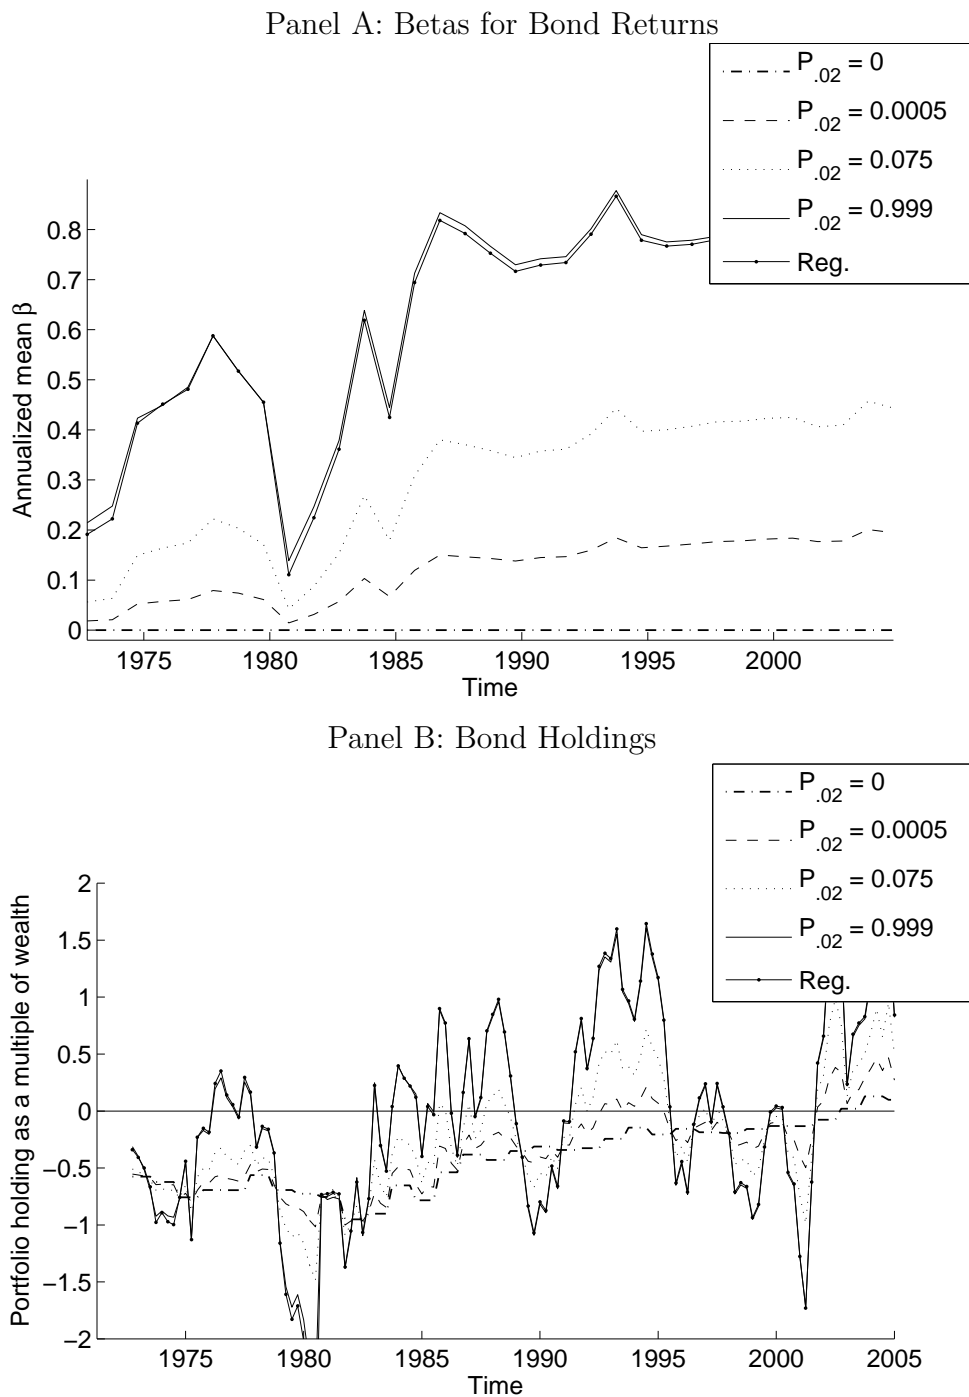 Panel A: Betas for Bond Returns
P.02 = 0
P.02 = 0.0005
P.02 = 0.075
P.02 = 0.999
Reg.
Annualized mean β
0.8
0.7
0.6
0.5
0.4
0.3
0.2
0.1
0
1975 1980 1985 1990 1995 2000
Time
Panel B: Bond Holdings
P.02 = 0
P.02 = 0.0005
P.02 = 0.075
P.02 = 0.999
Reg.
Portfolio holding as a multiple of wealth
2
1.5
1
0.5
0
−0.5
−1
−1.5
−2
1975 1980 1985 1990 1995 2000 2005
Time